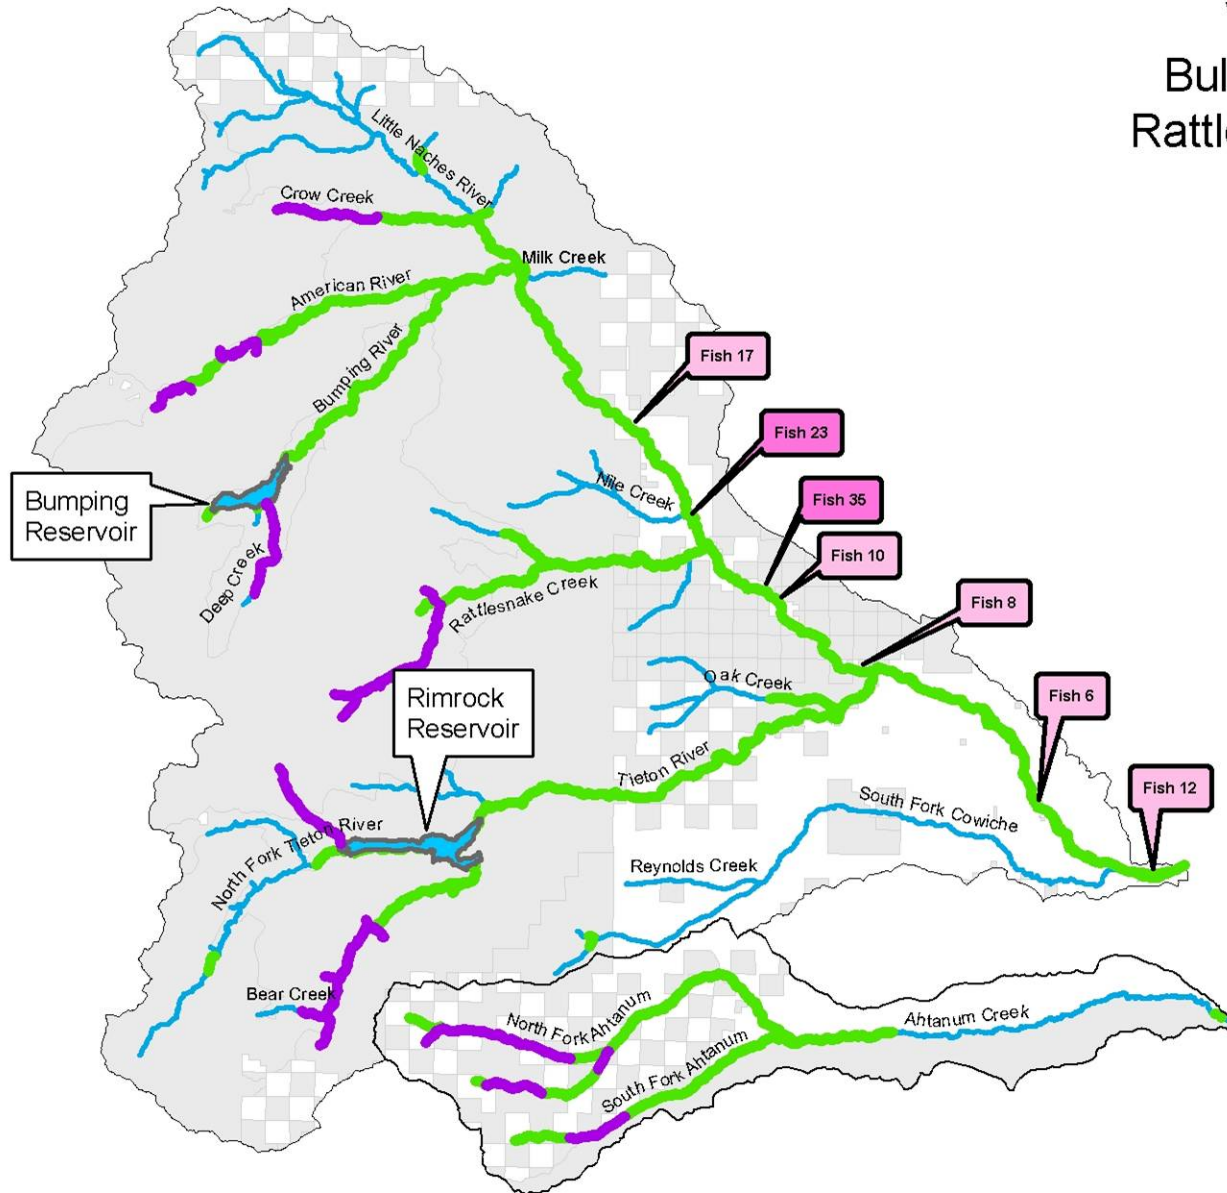 Bul
Rattle
Little Naches River
Crow Creek
Milk Creek
American River
Bumping River
Fish 17
Fish 23
Nile Creek
Fish 35
Bumping
Reservoir
Fish 10
Deep Creek
Rattlesnake Creek
Fish 8
Oak Creek
Rimrock
Reservoir
Fish 6
Tieton River
Fish 12
South Fork Cowiche
North Fork Tieton River
Reynolds Creek
Bear Creek
North Fork Ahtanum
Ahtanum Creek
South Fork Ahtanum